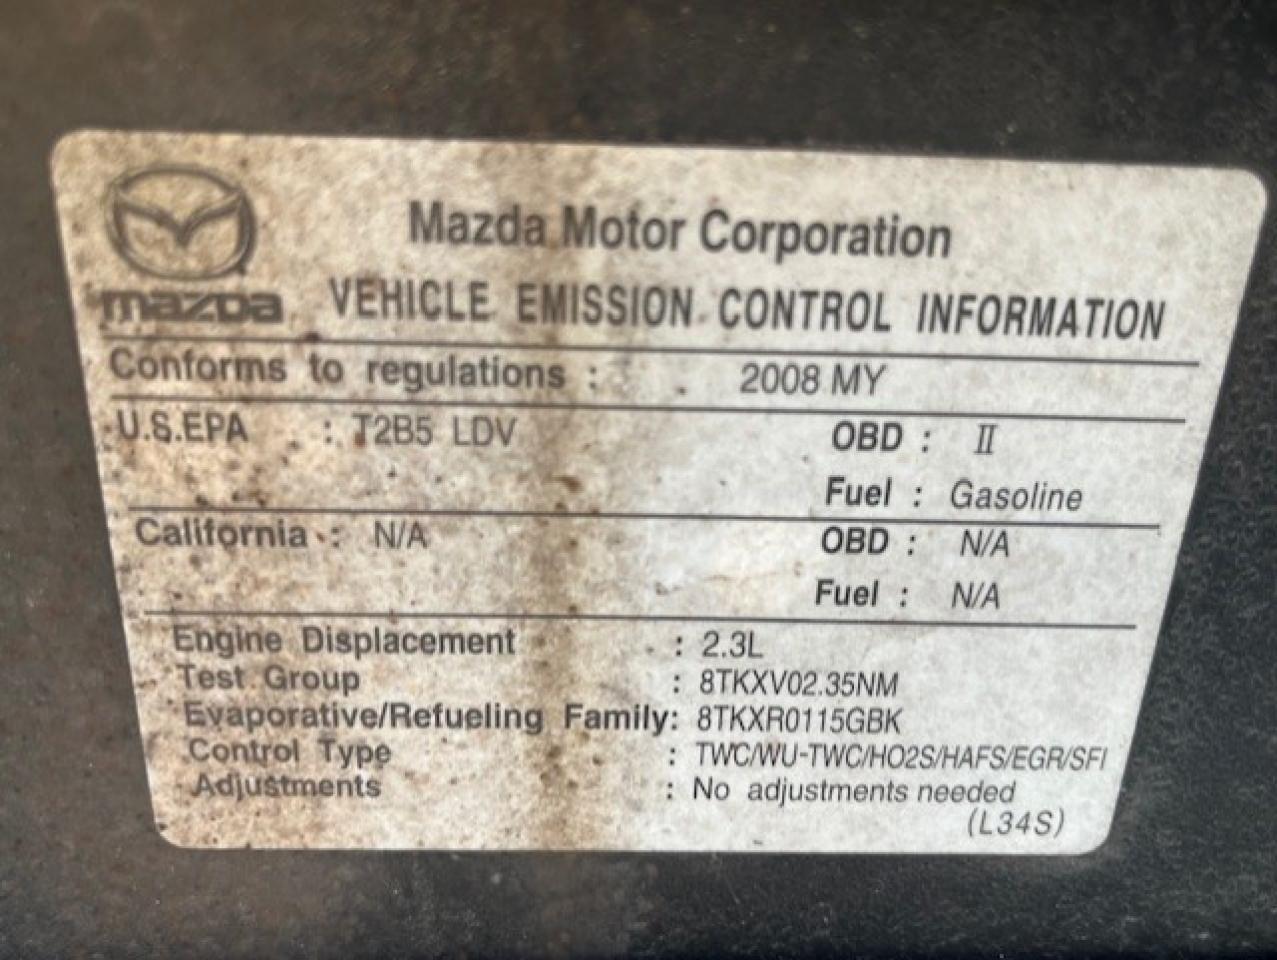 Mazda Motor Corporation
mazda VEHICLE EMISSION CONTROL INFORMATION
Conforms to regulations : 2008 MY
U.S.EPA : T2B5 LDV OBD : II
Fuel : Gasoline
California : N/A OBD : N/A
Fuel : N/A
Engine Displacement : 2.3L
Test Group : 8TKXV02.35NM
Evaporative/Refueling Family: 8TKXR0115GBK
Control Type : TWC/WU-TWC/HO2S/HAFS/EGR/SFI
Adjustments : No adjustments needed
(L34S)